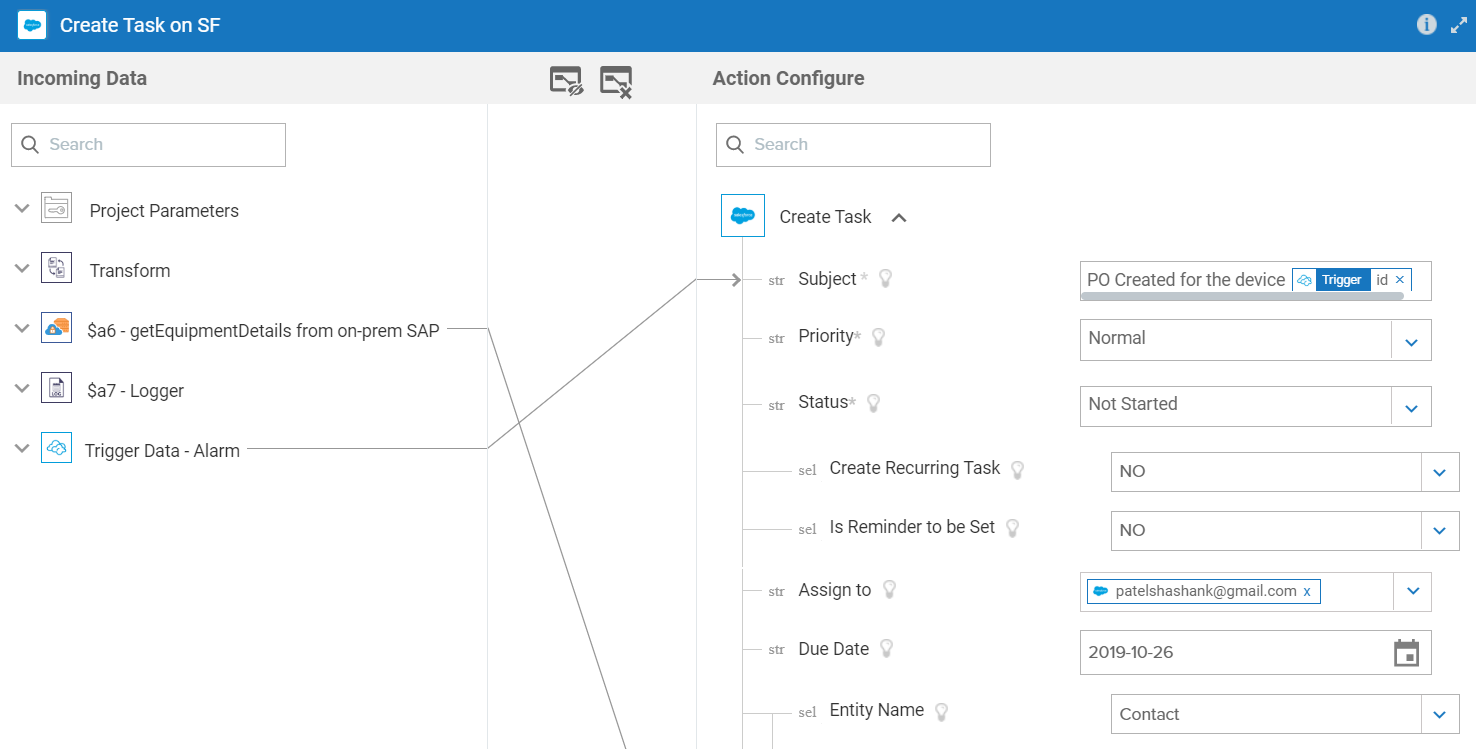 Create Task on SF
Incoming Data
Action Configure
Search
Search
Project Parameters
Transform
$a6 - getEquipmentDetails from on-prem SAP
$a7 - Logger
Trigger Data - Alarm
Create Task
str Subject * PO Created for the device Trigger id ×
str Priority* Normal
str Status* Not Started
sel Create Recurring Task NO
sel Is Reminder to be Set NO
str Assign to patelshashank@gmail.com x
str Due Date 2019-10-26
sel Entity Name Contact